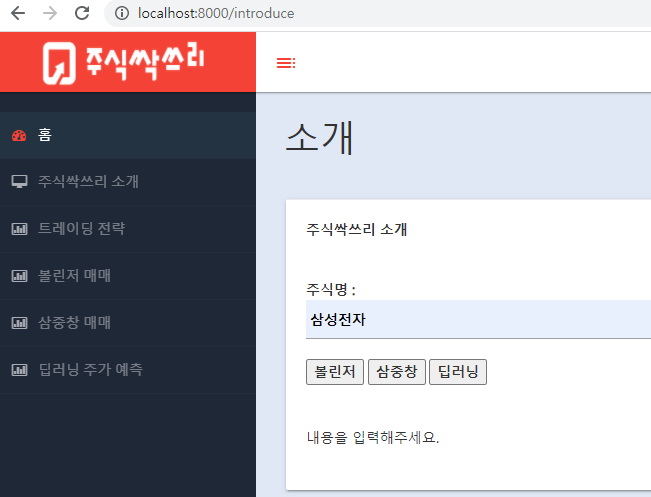 localhost:8000/introduce
주식싹쓰리
홈
주식싹쓰리 소개
트레이딩 전략
볼린저 매매
삼중창 매매
딥러닝 주가 예측
소개
주식싹쓰리 소개
주식명 :
삼성전자
볼린저 삼중창 딥러닝
내용을 입력해주세요.